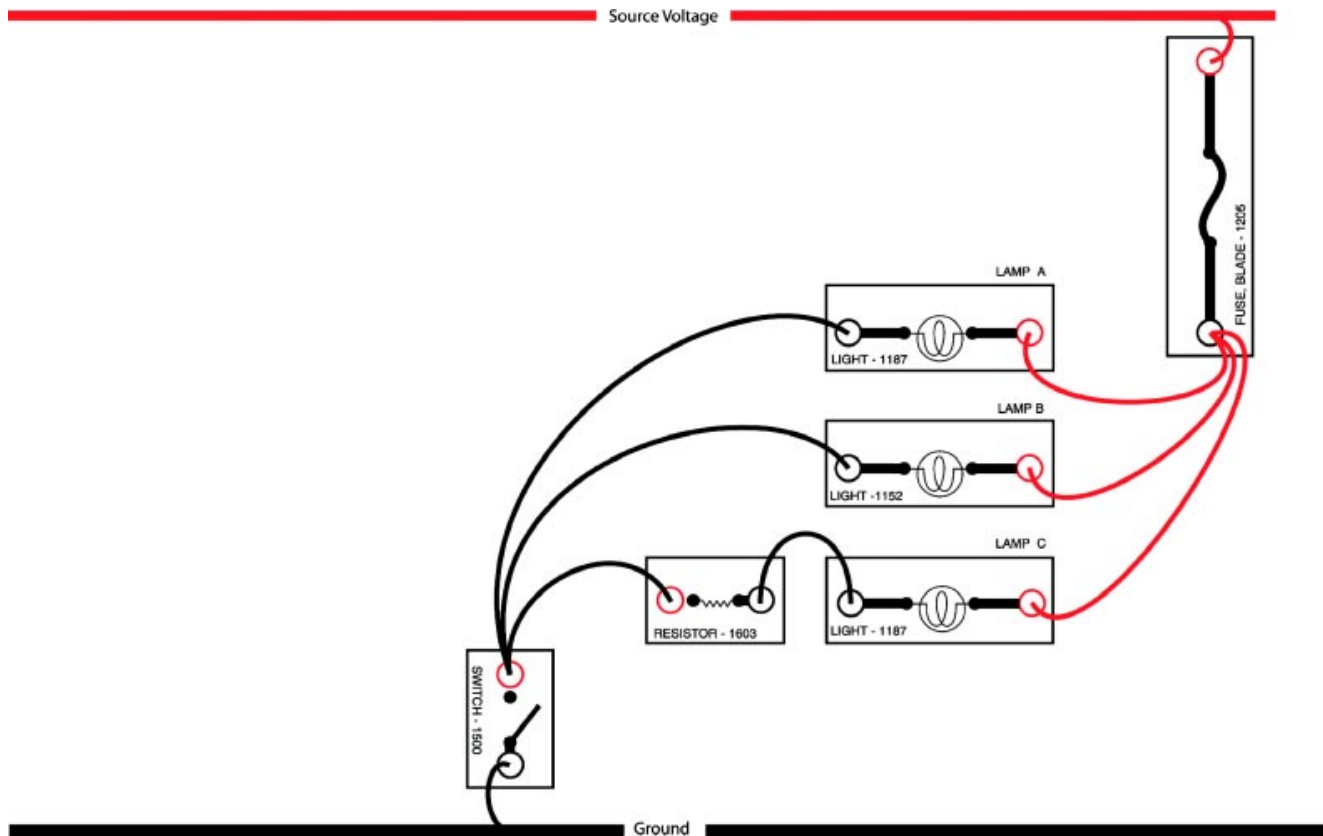 Source Voltage
FUSE, BLADE - 1205
LAMP A
LIGHT - 1187
LAMP B
LIGHT -1152
LAMP C
RESISTOR - 1603
LIGHT - 1187
SWITCH - 1500
Ground